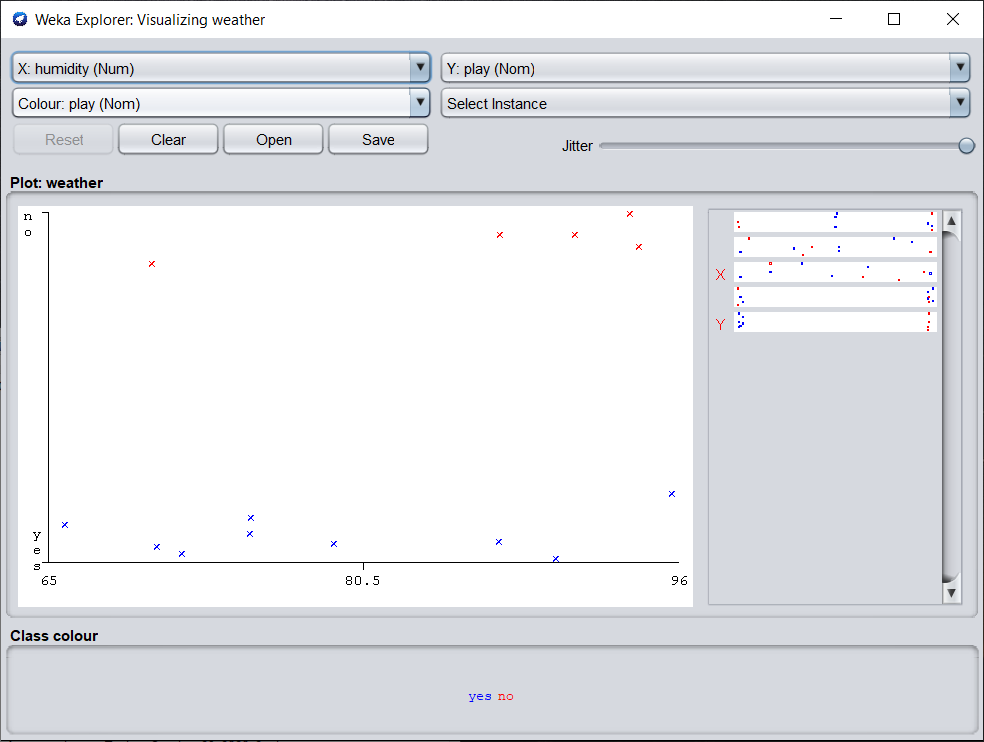 Weka Explorer: Visualizing weather
X: humidity (Num)
Y: play (Nom)
Colour: play (Nom)
Select Instance
Reset
Clear
Open
Save
Jitter
Plot: weather
no
yes
65
80.5
96
X
Y
Class colour
yes no